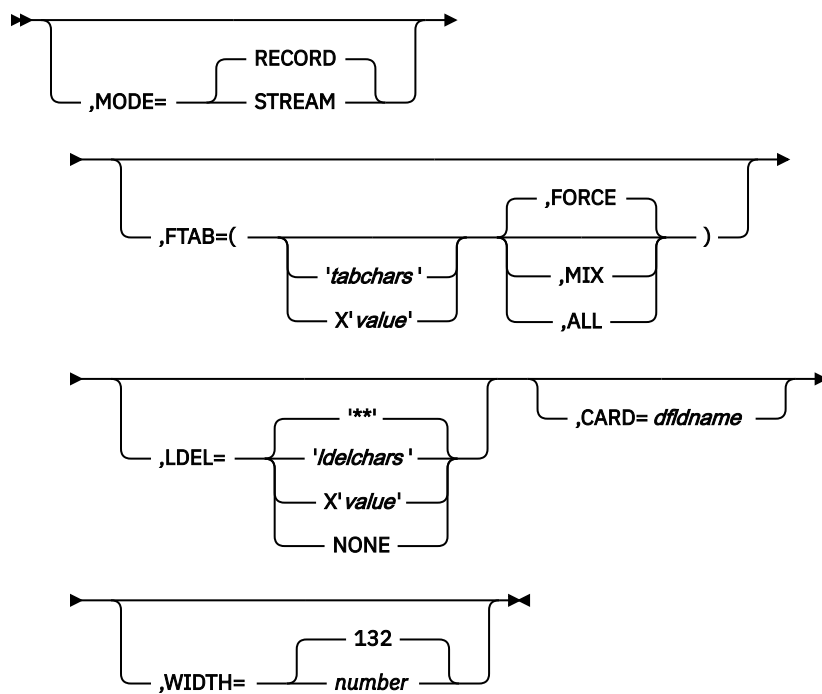 RECORD
,MODE= STREAM
,FORCE
,FTAB=( )
'tabchars' ,MIX
X'value' ,ALL
'**'
,CARD= dfldname
,LDEL= 'ldelchars'
X'value'
NONE
132
,WIDTH= number